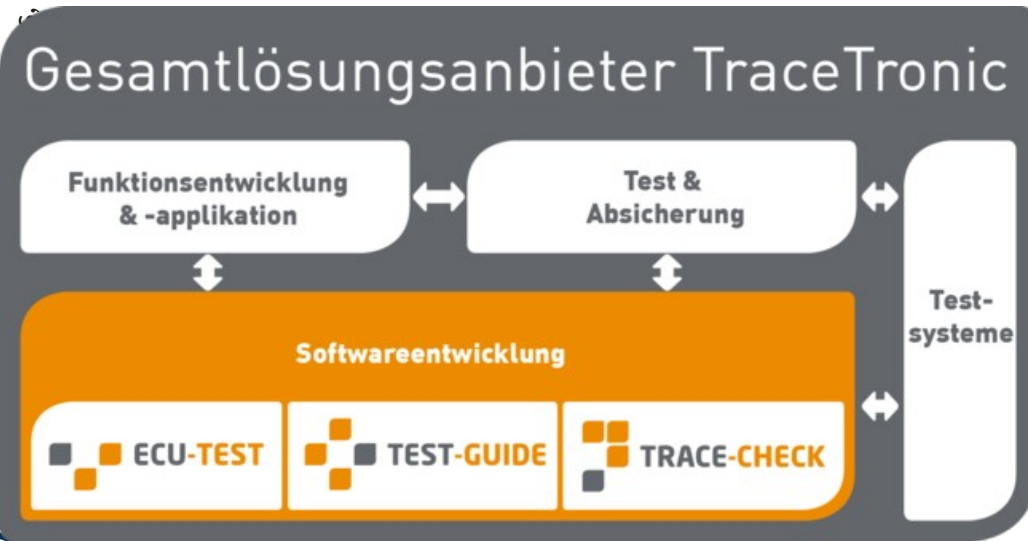 Gesamtlösungsanbieter TraceTronic
Funktionsentwicklung
& -applikation
Test &
Absicherung
Test-
systeme
Softwareentwicklung
ECU-TEST
TEST-GUIDE
TRACE-CHECK